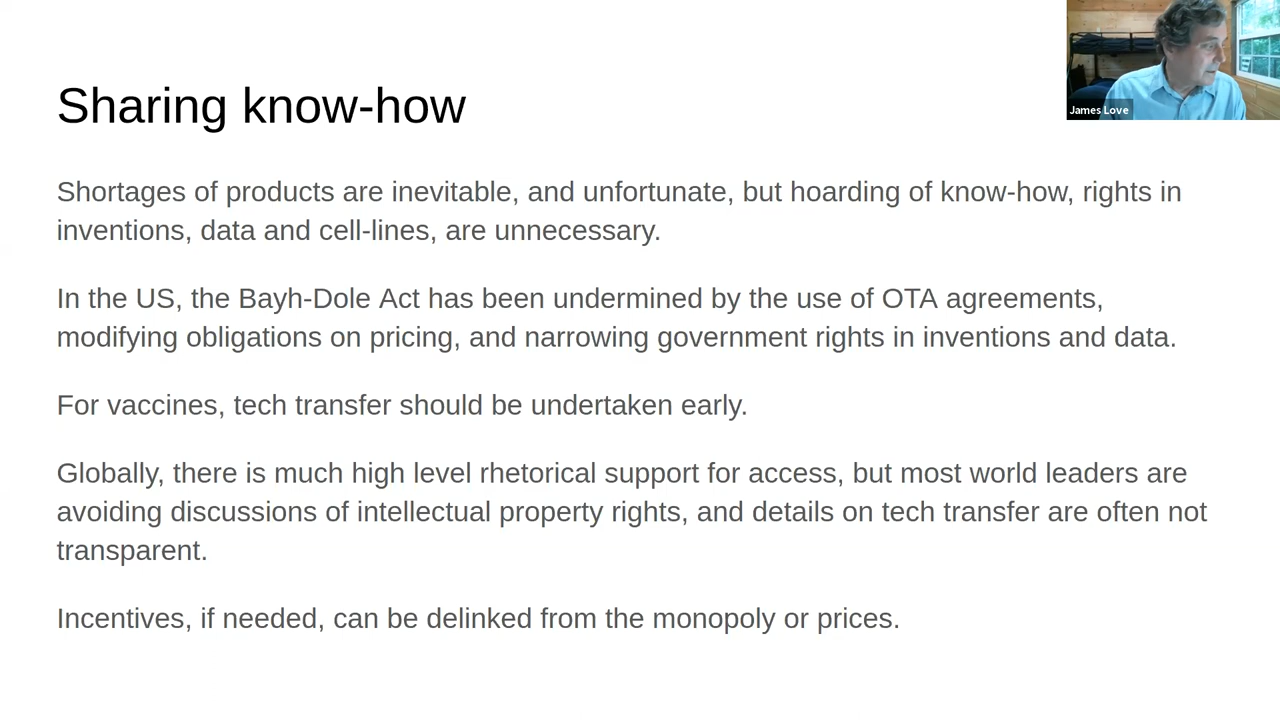 Sharing know-how
James Love
Shortages of products are inevitable, and unfortunate, but hoarding of know-how, rights in
inventions, data and cell-lines, are unnecessary.
In the US, the Bayh-Dole Act has been undermined by the use of OTA agreements,
modifying obligations on pricing, and narrowing government rights in inventions and data.
For vaccines, tech transfer should be undertaken early.
Globally, there is much high level rhetorical support for access, but most world leaders are
avoiding discussions of intellectual property rights, and details on tech transfer are often not
transparent.
Incentives, if needed, can be delinked from the monopoly or prices.